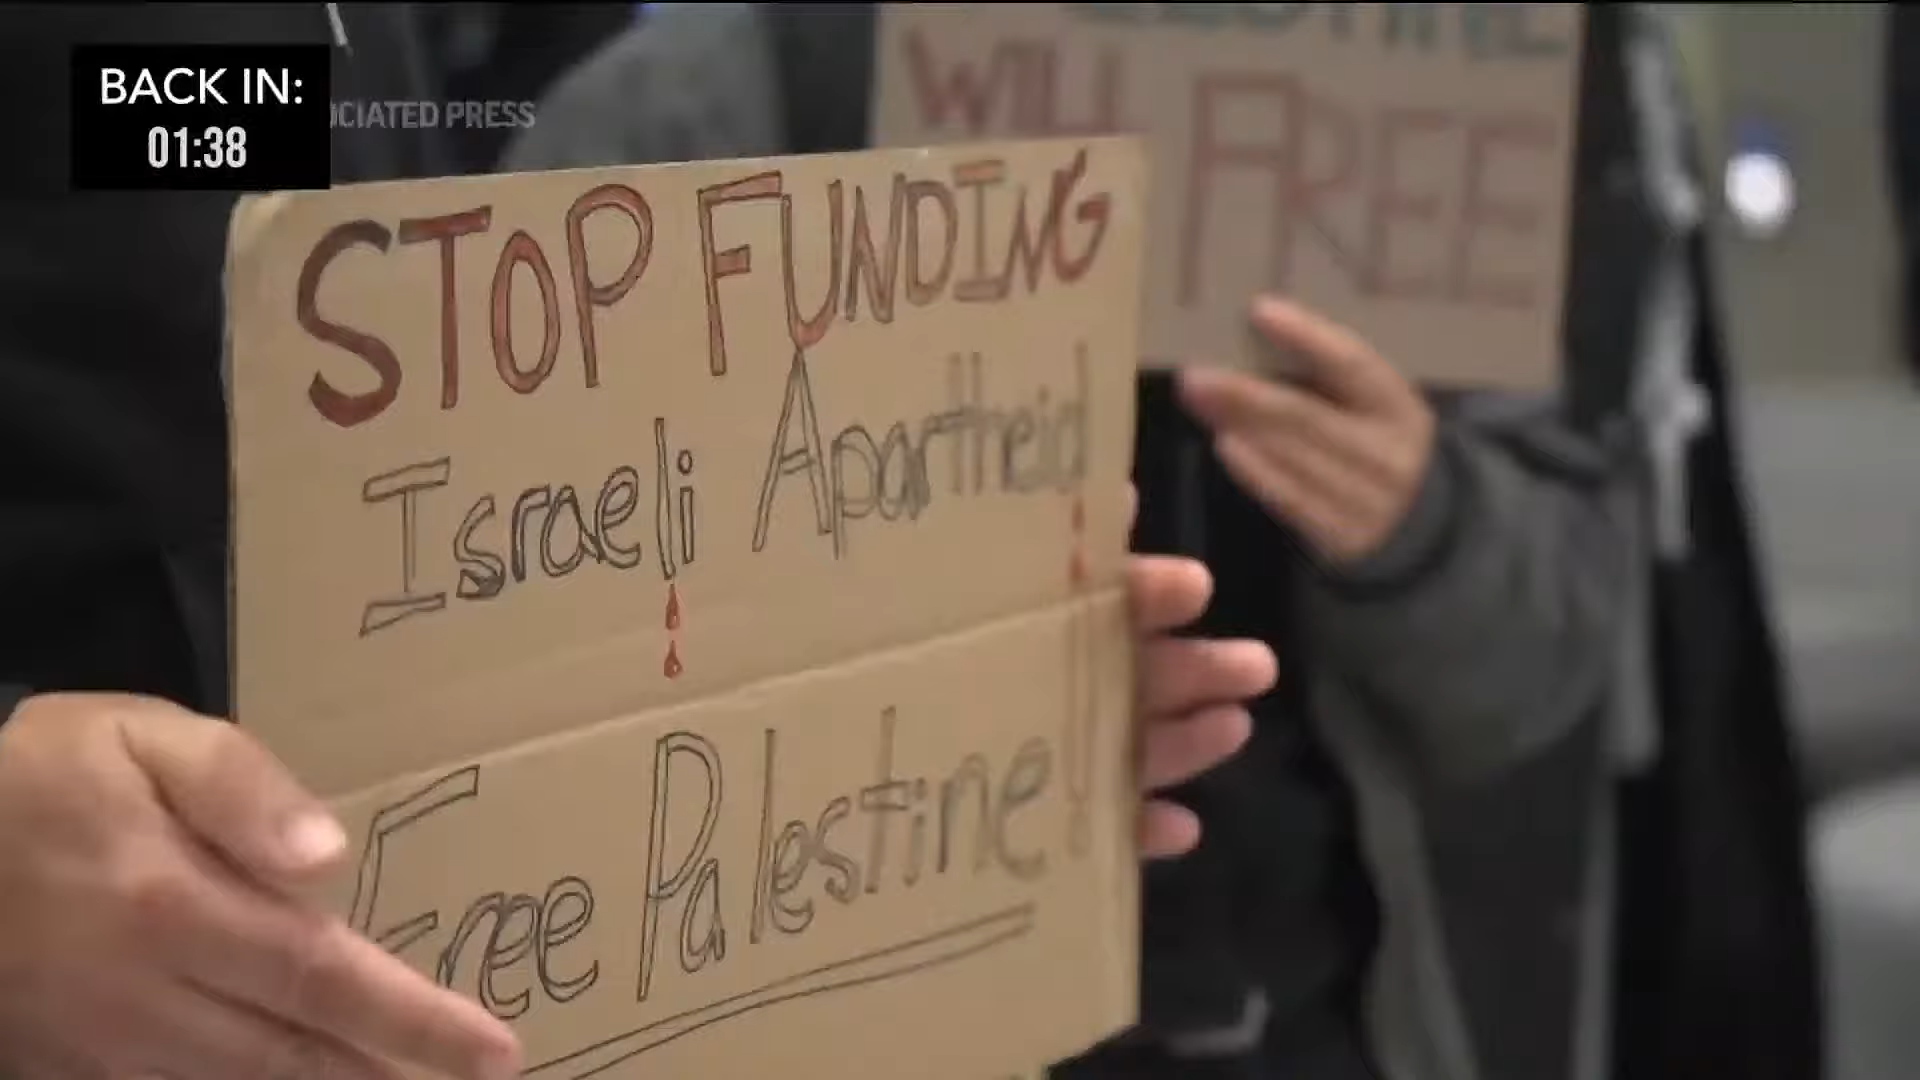 BACK IN:
01:38
OCIATED PRESS
WILL
FREE
STOP FUNDING
Israeli Apartheid
Free Palestine!